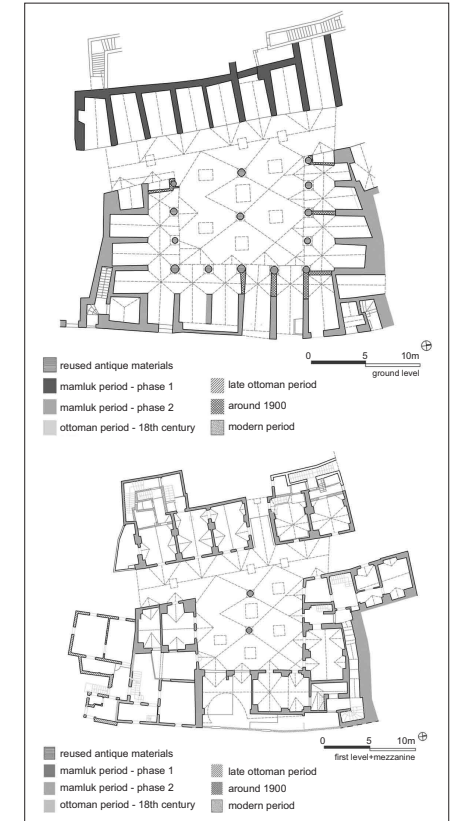 0 5 10m
ground level
reused antique materials
mamluk period - phase 1
mamluk period - phase 2
ottoman period - 18th century
late ottoman period
around 1900
modern period
0 5 10m
first level+mezzanine
reused antique materials
mamluk period - phase 1
mamluk period - phase 2
ottoman period - 18th century
late ottoman period
around 1900
modern period